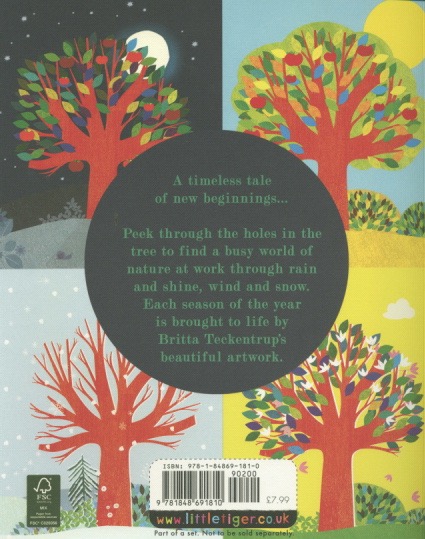 A timeless tale
of new beginnings...
Peek through the holes in the
tree to find a busy world of
nature at work through rain
and shine, wind and snow.
Each season of the year
is brought to life by
Britta Teckentrup's
beautiful artwork.
ISBN: 978-1-84869-181-0
90200
9 781848 691810
£7.99
FSC
MIX
www.littletiger.co.uk
Part of a set. Not to be sold separately.